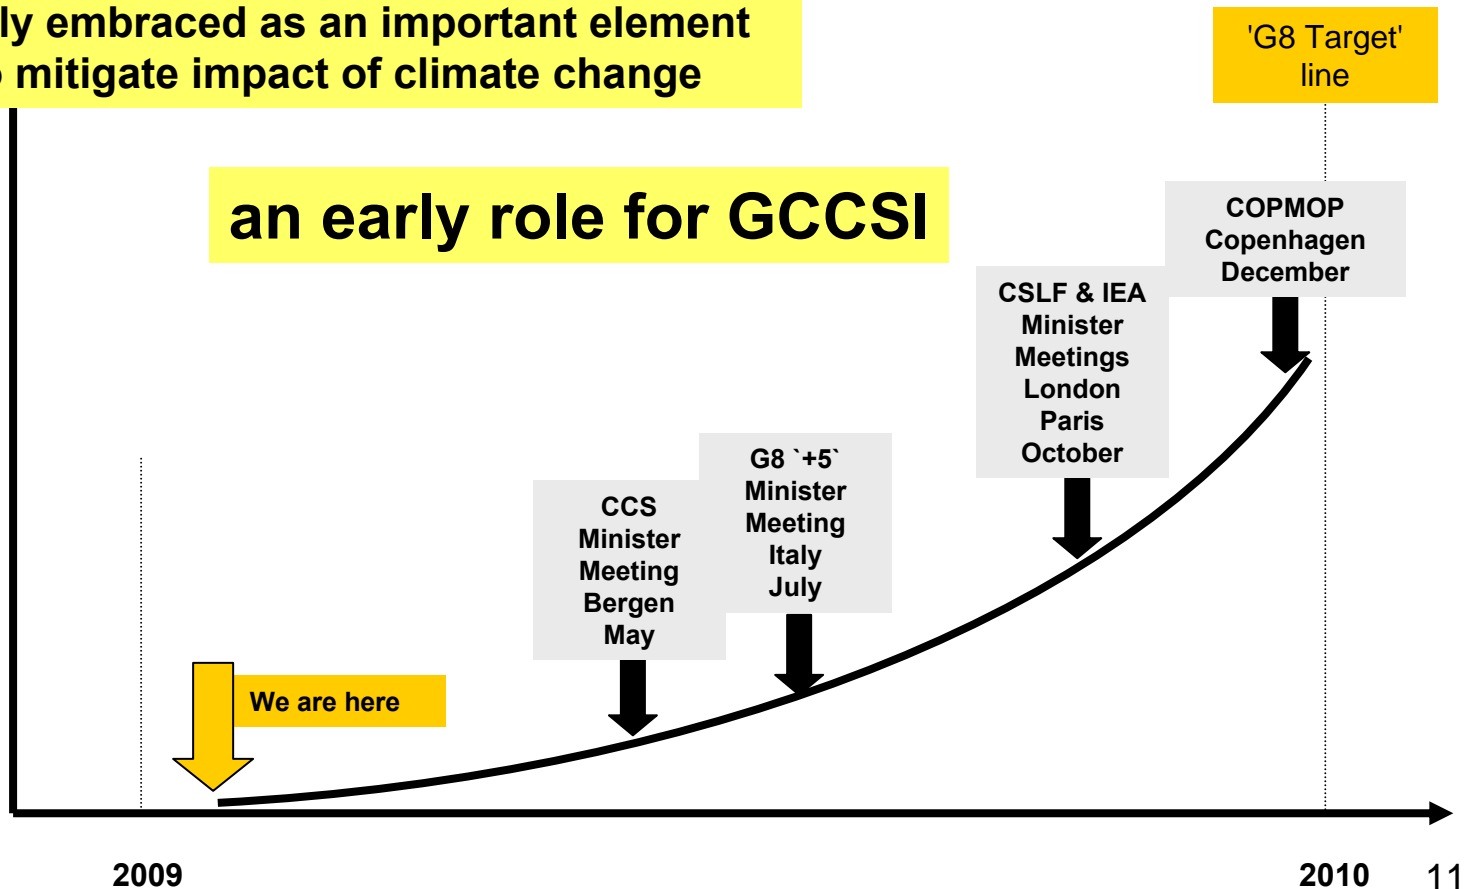 ly embraced as an important element
mitigate impact of climate change
'G8 Target'
line
an early role for GCCSI
COPMOP
Copenhagen
December
CSLF & IEA
Minister
Meetings
London
Paris
October
G8 `+5`
Minister
Meeting
Italy
July
CCS
Minister
Meeting
Bergen
May
We are here
2009
2010
11